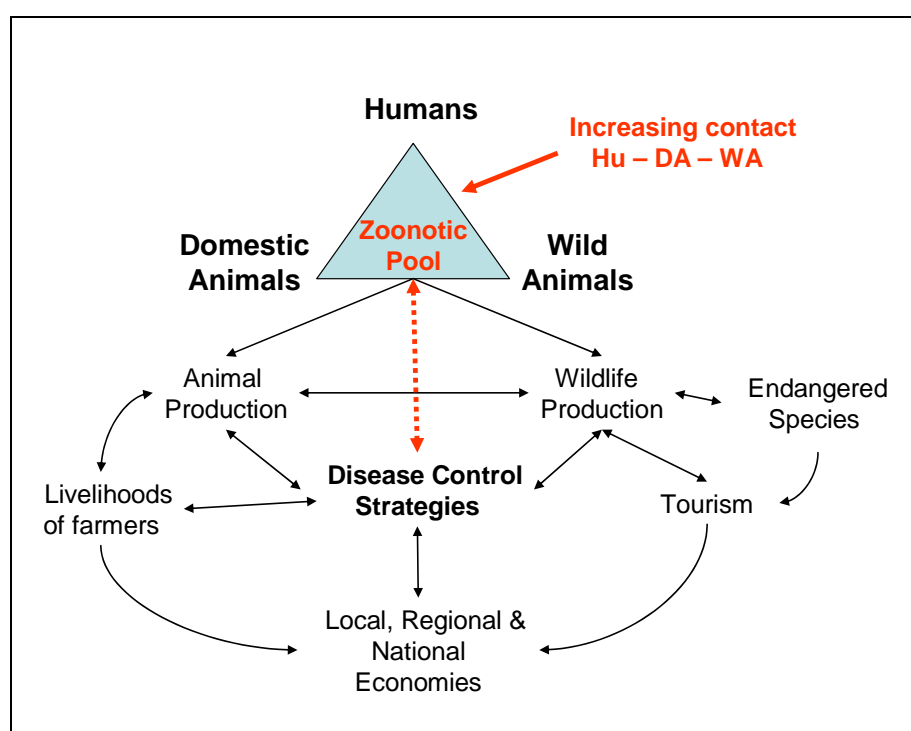 Humans
Increasing contact
Hu – DA – WA
Domestic
Animals
Zoonotic
Pool
Wild
Animals
Animal
Production
Wildlife
Production
Endangered
Species
Livelihoods
of farmers
Disease Control
Strategies
Tourism
Local, Regional &
National
Economies